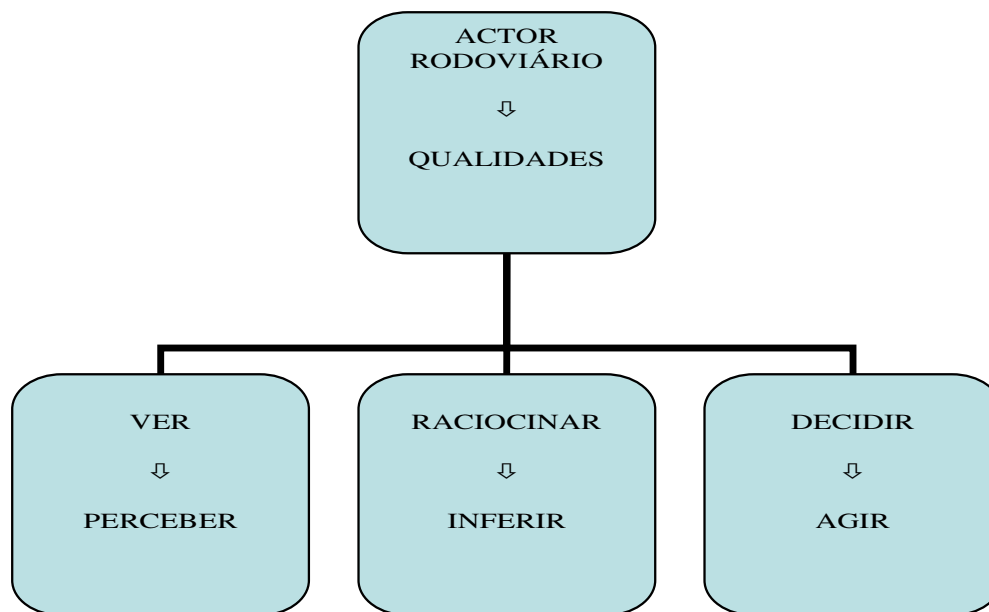 ACTOR
RODOVIÁRIO
⇩
QUALIDADES
VER
⇩
PERCEBER
RACIOCINAR
⇩
INFERIR
DECIDIR
⇩
AGIR